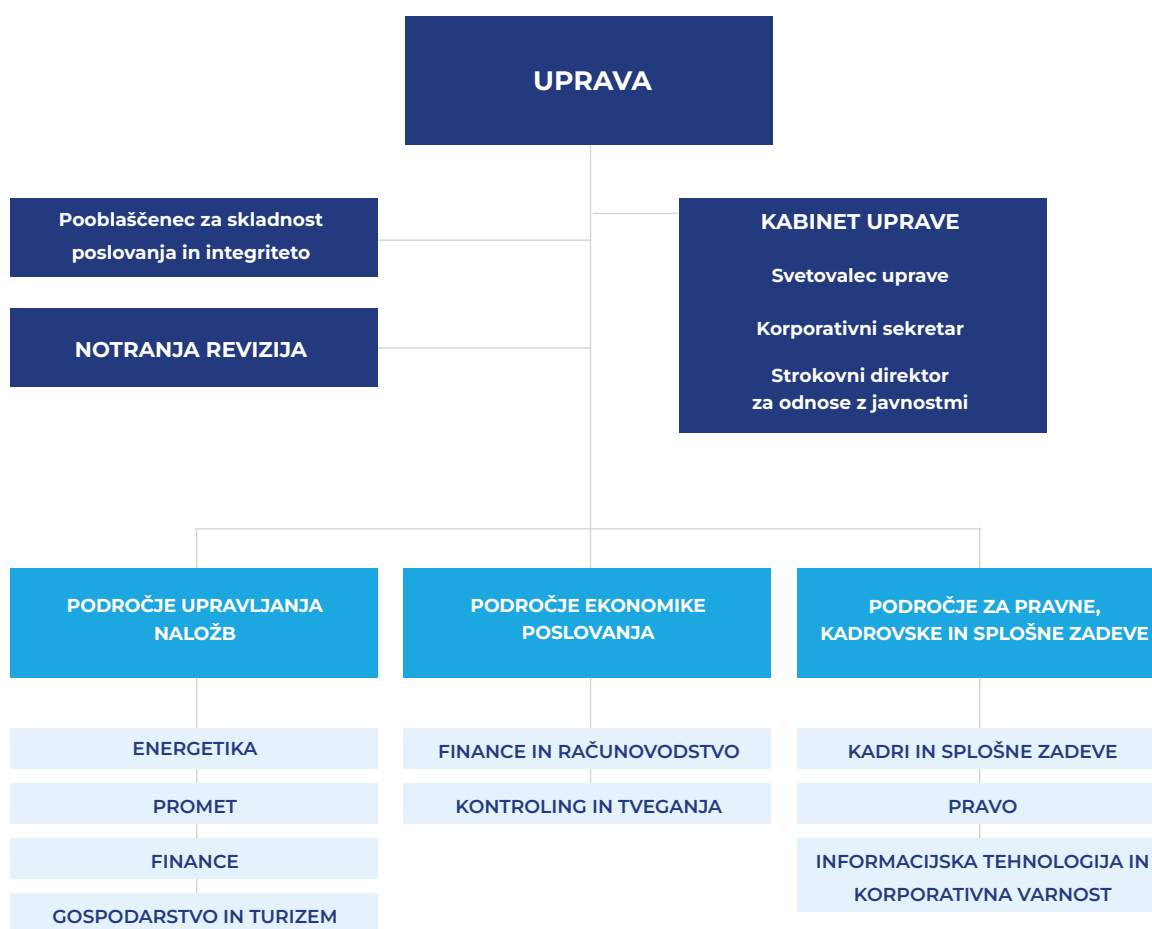 UPRAVA
Pooblaščenec za skladnost
poslovanja in integriteto
NOTRANJA REVIZIJA
KABINET UPRAVE
Svetovalec uprave
Korporativni sekretar
Strokovni direktor
za odnose z javnostmi
PODROČJE UPRAVLJANJA
NALOŽB
ENERGETIKA
PROMET
FINANCE
GOSPODARSTVO IN TURIZEM
PODROČJE EKONOMIKE
POSLOVANJA
FINANCE IN RAČUNOVODSTVO
KONTROLING IN TVEGANJA
PODROČJE ZA PRAVNE,
KADROVSKE IN SPLOŠNE ZADEVE
KADRI IN SPLOŠNE ZADEVE
PRAVO
INFORMACIJSKA TEHNOLOGIJA IN
KORPORATIVNA VARNOST